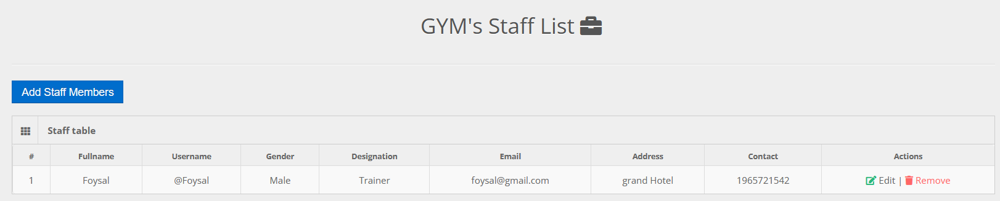 GYM's Staff List
Add Staff Members
Staff table
# Fullname Username Gender Designation Email Address Contact Actions
1 Foysal @Foysal Male Trainer foysal@gmail.com grand Hotel 1965721542 Edit | Remove